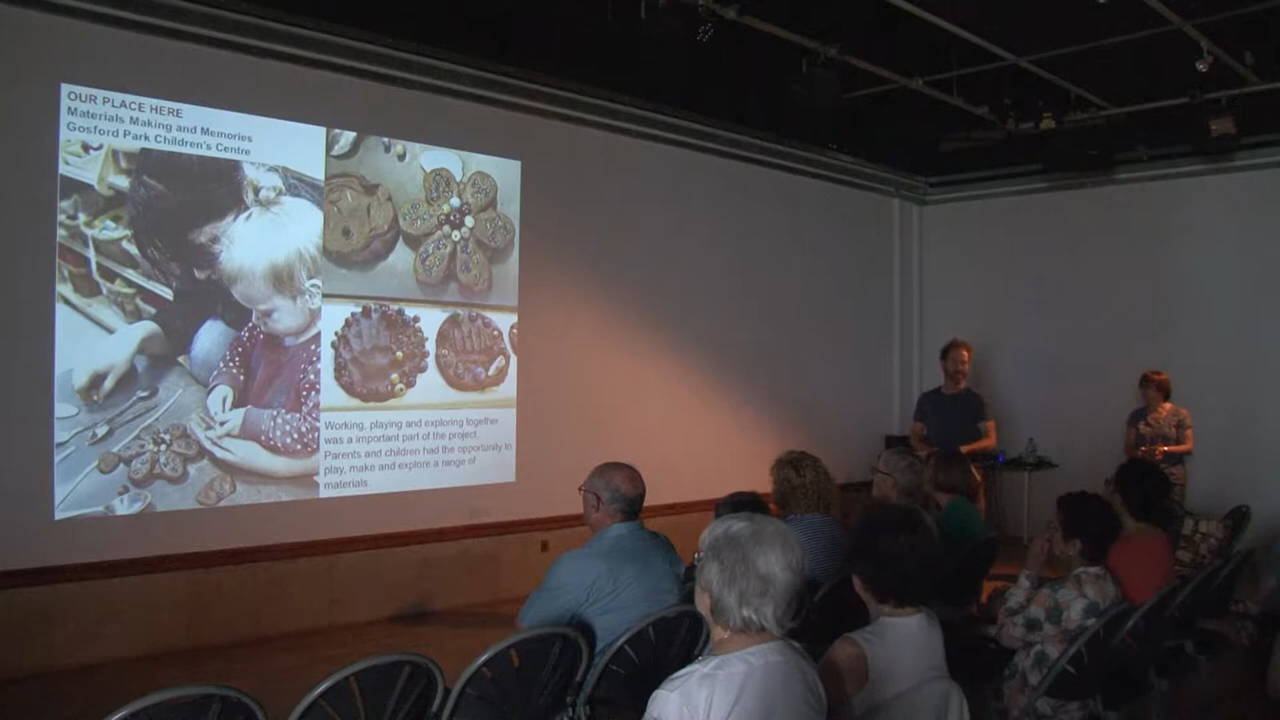 OUR PLACE HERE
Materials Making and Memories
Gosford Park Children's Centre
Working, playing and exploring together
was a important part of the project.
Parents and children had the opportunity to
play, make and explore a range of
materials.